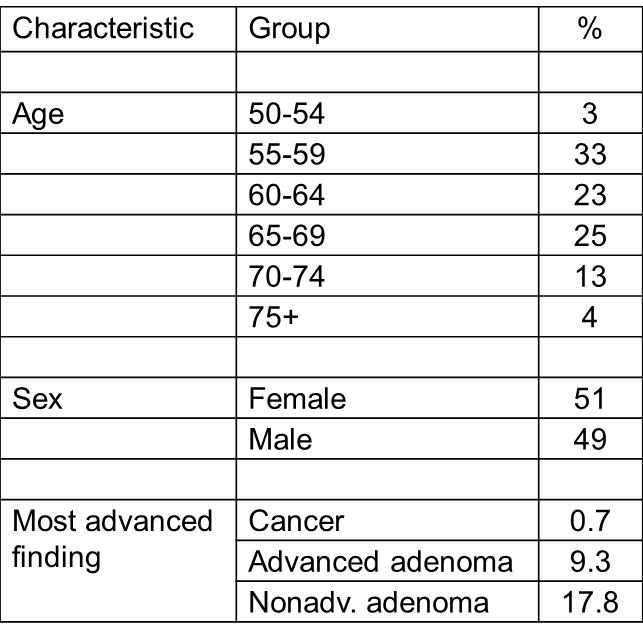 Characteristic Group %
Age 50-54 3
55-59 33
60-64 23
65-69 25
70-74 13
75+ 4
Sex Female 51
Male 49
Most advanced Cancer 0.7
finding Advanced adenoma 9.3
Nonadv. adenoma 17.8